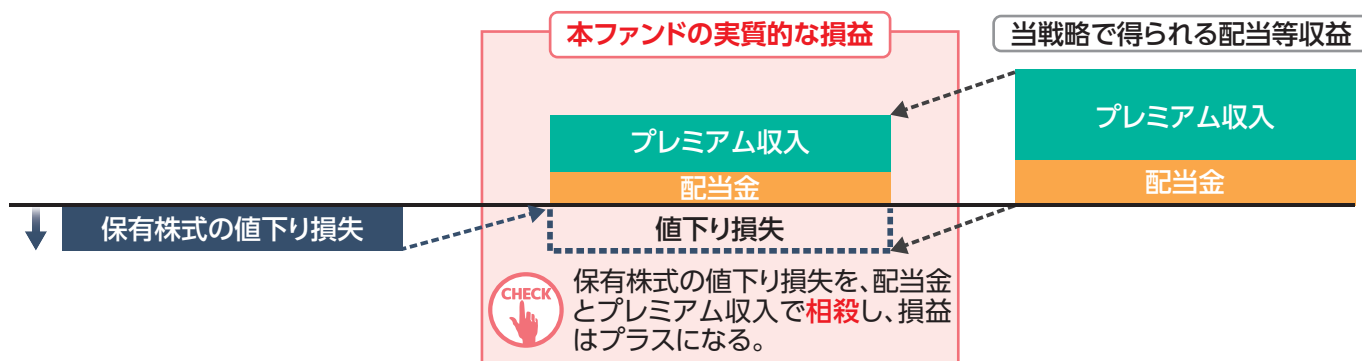 本ファンドの実質的な損益
当戦略で得られる配当等収益
プレミアム収入
プレミアム収入
配当金
配当金
保有株式の値下り損失
値下り損失
CHECK
保有株式の値下り損失を、配当金
とプレミアム収入で相殺し、損益
はプラスになる。